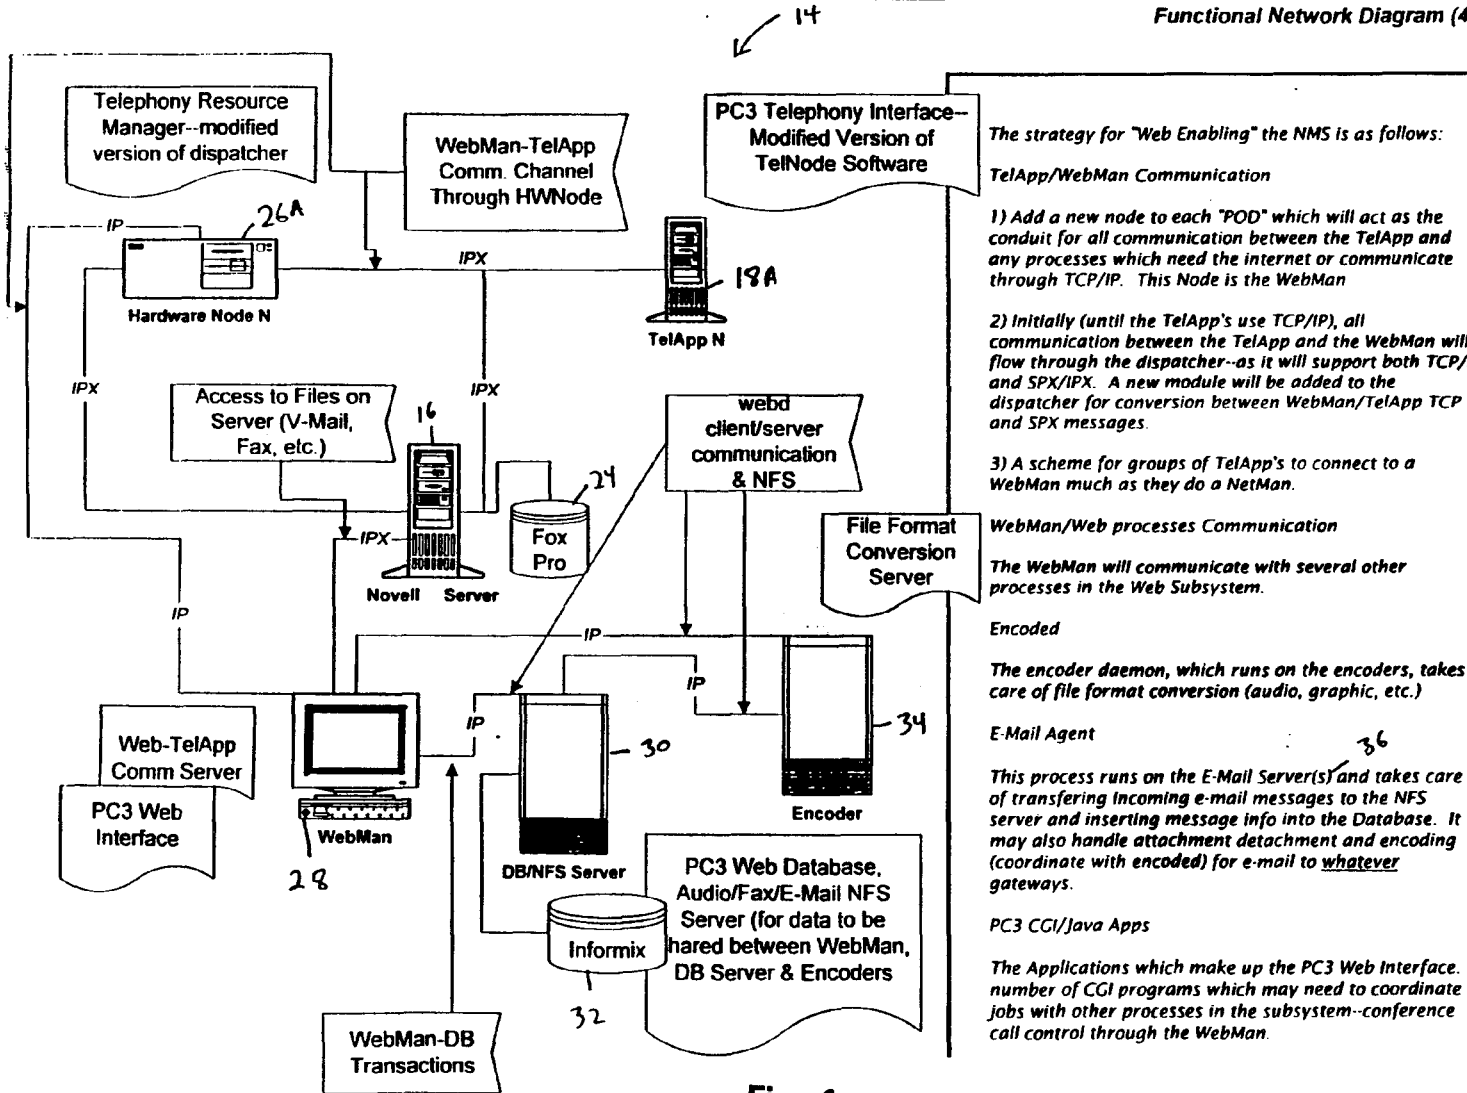 14
Functional Network Diagram (4
Telephony Resource
Manager--modified
version of dispatcher
WebMan-TelApp
Comm. Channel
Through HWNode
PC3 Telephony Interface--
Modified Version of
TelNode Software
IP
26A
IPX
18A
Hardware Node N
TelApp N
IPX
IPX
Access to Files on
Server (V-Mail,
Fax, etc.)
16
webd
client/server
communication
& NFS
24
Fox
Pro
IPX
Novell Server
File Format
Conversion
Server
IP
IP
IP
IP
34
30
Web-TelApp
Comm Server
PC3 Web
Interface
WebMan
28
Encoder
DB/NFS Server
PC3 Web Database,
Audio/Fax/E-Mail NFS
Server (for data to be
hared between WebMan,
DB Server & Encoders
Informix
32
WebMan-DB
Transactions
The strategy for "Web Enabling" the NMS is as follows:
TelApp/WebMan Communication
1) Add a new node to each "POD" which will act as the
conduit for all communication between the TelApp and
any processes which need the internet or communicate
through TCP/IP. This Node is the WebMan
2) Initially (until the TelApp's use TCP/IP), all
communication between the TelApp and the WebMan will
flow through the dispatcher--as it will support both TCP/
and SPX/IPX. A new module will be added to the
dispatcher for conversion between WebMan/TelApp TCP
and SPX messages.
3) A scheme for groups of TelApp's to connect to a
WebMan much as they do a NetMan.
WebMan/Web processes Communication
The WebMan will communicate with several other
processes in the Web Subsystem.
Encoded
The encoder daemon, which runs on the encoders, takes
care of file format conversion (audio, graphic, etc.)
E-Mail Agent
36
This process runs on the E-Mail Server(s) and takes care
of transfering incoming e-mail messages to the NFS
server and inserting message info into the Database. It
may also handle attachment detachment and encoding
(coordinate with encoded) for e-mail to whatever
gateways.
PC3 CGI/Java Apps
The Applications which make up the PC3 Web Interface.
number of CGI programs which may need to coordinate
jobs with other processes in the subsystem--conference
call control through the WebMan.